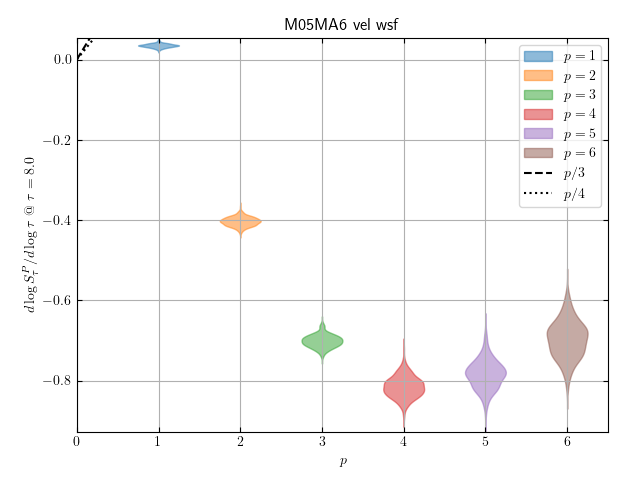 M05MA6 vel wsf
d log S_τ^P / d log τ @ τ = 8.0
0.0
−0.2
−0.4
−0.6
−0.8
0 1 2 3 4 5 6
p
p = 1
p = 2
p = 3
p = 4
p = 5
p = 6
p/3
p/4